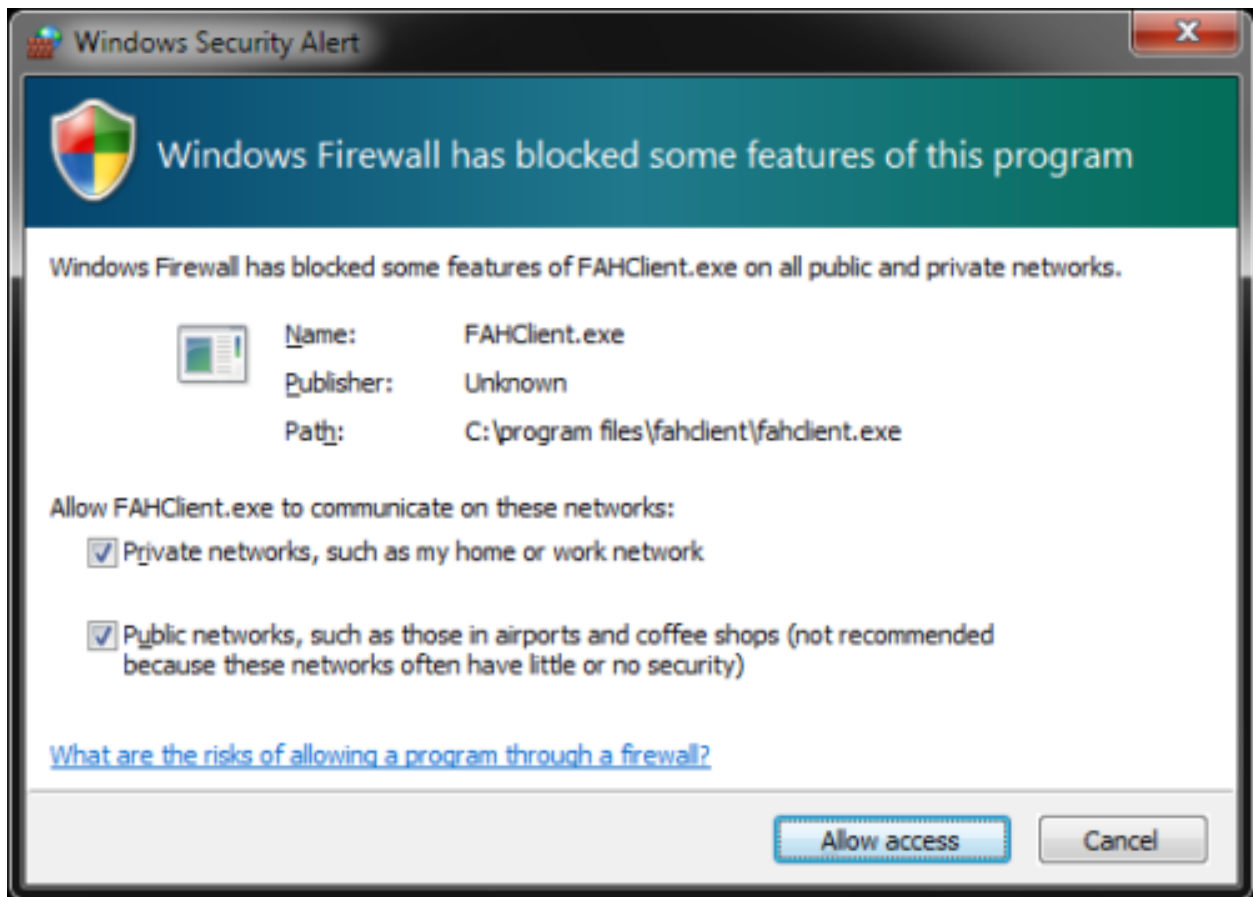 Windows Security Alert
Windows Firewall has blocked some features of this program
Windows Firewall has blocked some features of FAHClient.exe on all public and private networks.
Name: FAHClient.exe
Publisher: Unknown
Path: C:\program files\fahclient\fahclient.exe
Allow FAHClient.exe to communicate on these networks:
Private networks, such as my home or work network
Public networks, such as those in airports and coffee shops (not recommended
because these networks often have little or no security)
What are the risks of allowing a program through a firewall?
Allow access Cancel